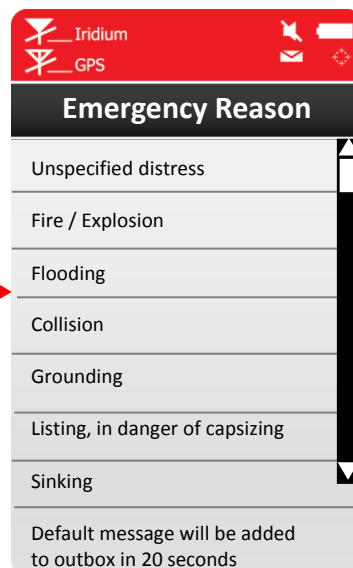 Iridium
GPS
Emergency Reason
Unspecified distress
Fire / Explosion
Flooding
Collision
Grounding
Listing, in danger of capsizing
Sinking
Default message will be added
to outbox in 20 seconds